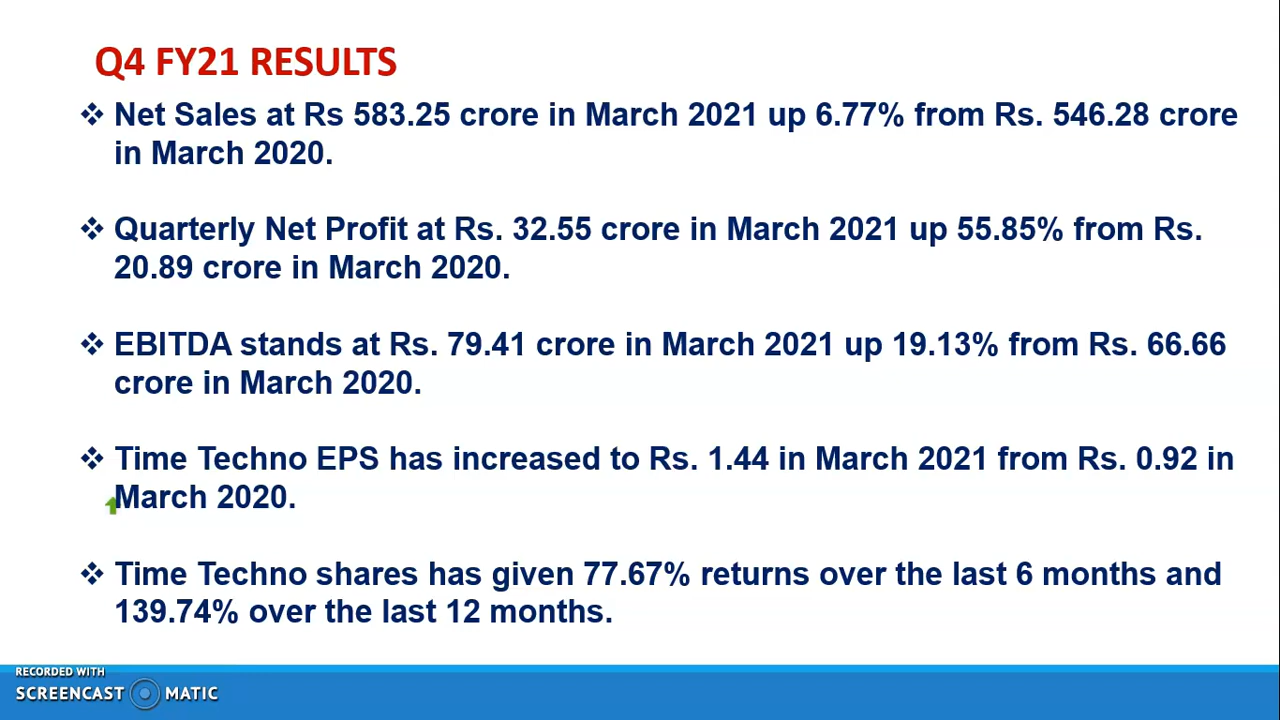 Q4 FY21 RESULTS
❖ Net Sales at Rs 583.25 crore in March 2021 up 6.77% from Rs. 546.28 crore
in March 2020.
❖ Quarterly Net Profit at Rs. 32.55 crore in March 2021 up 55.85% from Rs.
20.89 crore in March 2020.
❖ EBITDA stands at Rs. 79.41 crore in March 2021 up 19.13% from Rs. 66.66
crore in March 2020.
❖ Time Techno EPS has increased to Rs. 1.44 in March 2021 from Rs. 0.92 in
March 2020.
❖ Time Techno shares has given 77.67% returns over the last 6 months and
139.74% over the last 12 months.
RECORDED WITH
SCREENCAST MATIC